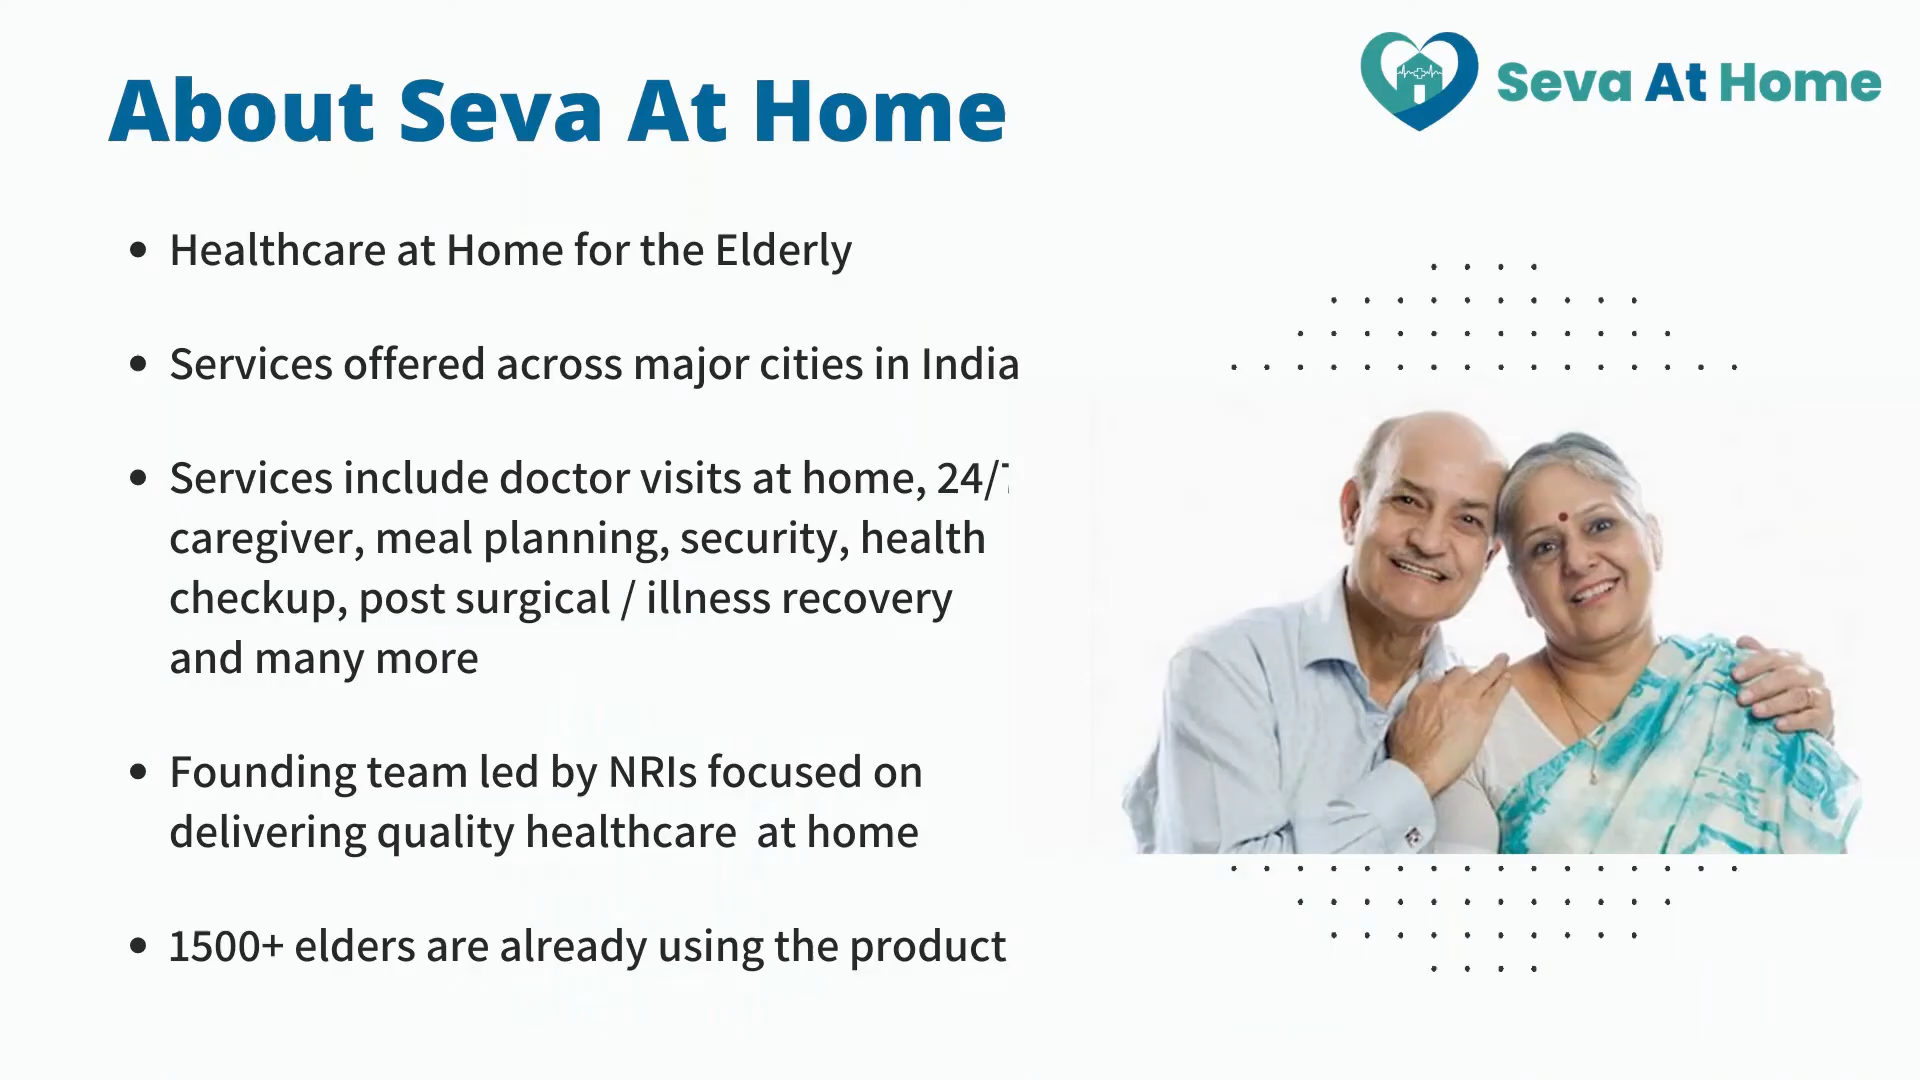 About Seva At Home
Seva At Home
• Healthcare at Home for the Elderly
• Services offered across major cities in India
• Services include doctor visits at home, 24/7
caregiver, meal planning, security, health
checkup, post surgical / illness recovery
and many more
• Founding team led by NRIs focused on
delivering quality healthcare  at home
• 1500+ elders are already using the product